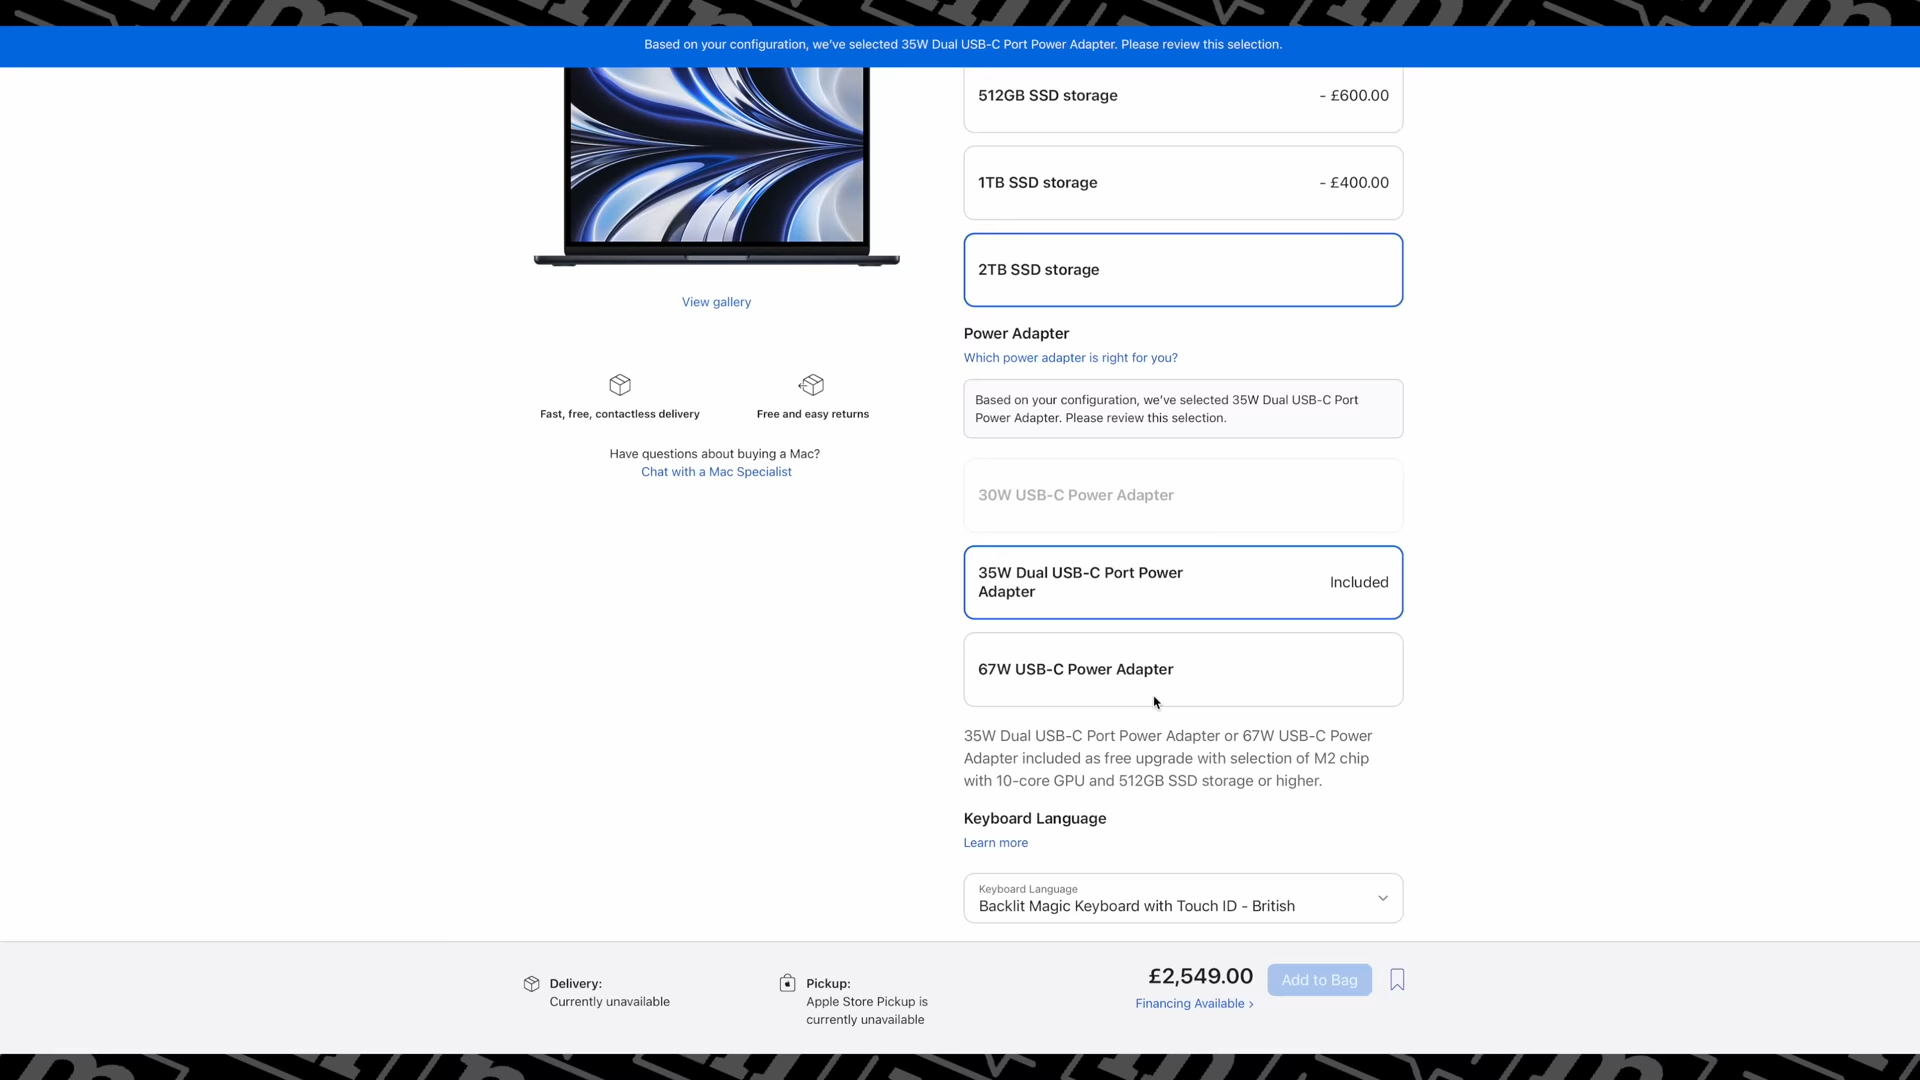 Based on your configuration, we've selected 35W Dual USB-C Port Power Adapter. Please review this selection.
512GB SSD storage - £600.00
1TB SSD storage - £400.00
2TB SSD storage
View gallery
Fast, free, contactless delivery
Free and easy returns
Have questions about buying a Mac?
Chat with a Mac Specialist
Power Adapter
Which power adapter is right for you?
Based on your configuration, we've selected 35W Dual USB-C Port
Power Adapter. Please review this selection.
30W USB-C Power Adapter
35W Dual USB-C Port Power
Adapter
Included
67W USB-C Power Adapter
35W Dual USB-C Port Power Adapter or 67W USB-C Power
Adapter included as free upgrade with selection of M2 chip
with 10-core GPU and 512GB SSD storage or higher.
Keyboard Language
Learn more
Keyboard Language
Backlit Magic Keyboard with Touch ID - British
Delivery:
Currently unavailable
Pickup:
Apple Store Pickup is
currently unavailable
£2,549.00
Financing Available ›
Add to Bag